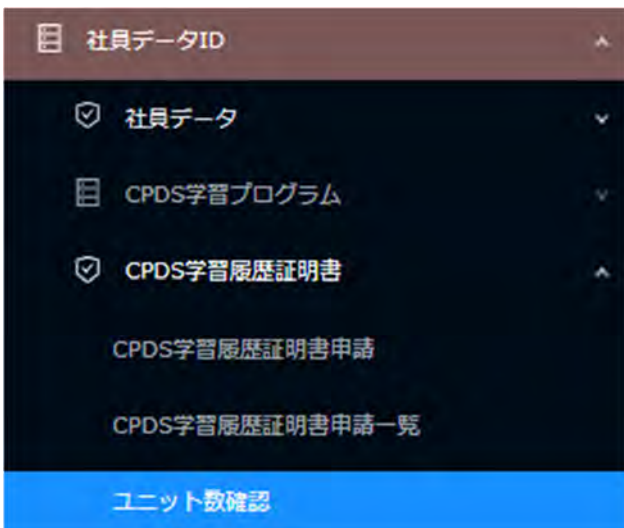 社員データID
社員データ
CPDS学習プログラム
CPDS学習履歴証明書
CPDS学習履歴証明書申請
CPDS学習履歴証明書申請一覧
ユニット数確認